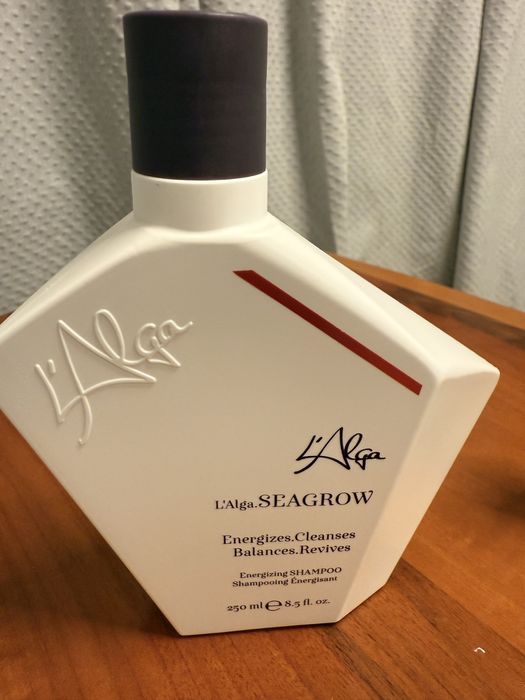 L'Alga
L'Alga
L'Alga.SEAGROW
Energizes.Cleanses
Balances.Revives
Energizing SHAMPOO
Shampooing Énergisant
250 ml ℮ 8.5 fl. oz.